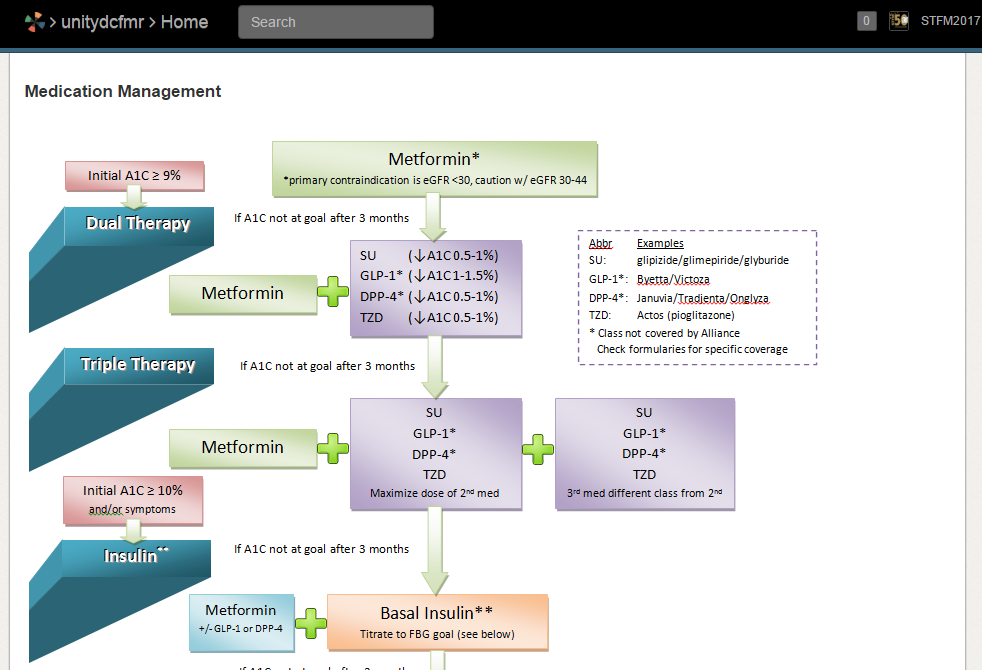 > unitydcfmr > Home
Search
0
50
STFM2017
Medication Management
Metformin*
*primary contraindication is eGFR <30, caution w/ eGFR 30-44
Initial A1C ≥ 9%
Dual Therapy
If A1C not at goal after 3 months
SU (↓A1C 0.5-1%)
GLP-1* (↓A1C 1-1.5%)
DPP-4* (↓A1C 0.5-1%)
TZD (↓A1C 0.5-1%)
Metformin
Abbr. Examples
SU: glipizide/glimepiride/glyburide
GLP-1*: Byetta/Victoza
DPP-4*: Januvia/Tradjenta/Onglyza
TZD: Actos (pioglitazone)
* Class not covered by Alliance
Check formularies for specific coverage
Triple Therapy
If A1C not at goal after 3 months
Metformin
SU
GLP-1*
DPP-4*
TZD
Maximize dose of 2nd med
SU
GLP-1*
DPP-4*
TZD
3rd med different class from 2nd
Initial A1C ≥ 10%
and/or symptoms
Insulin**
If A1C not at goal after 3 months
Metformin
+/- GLP-1 or DPP-4
Basal Insulin**
Titrate to FBG goal (see below)